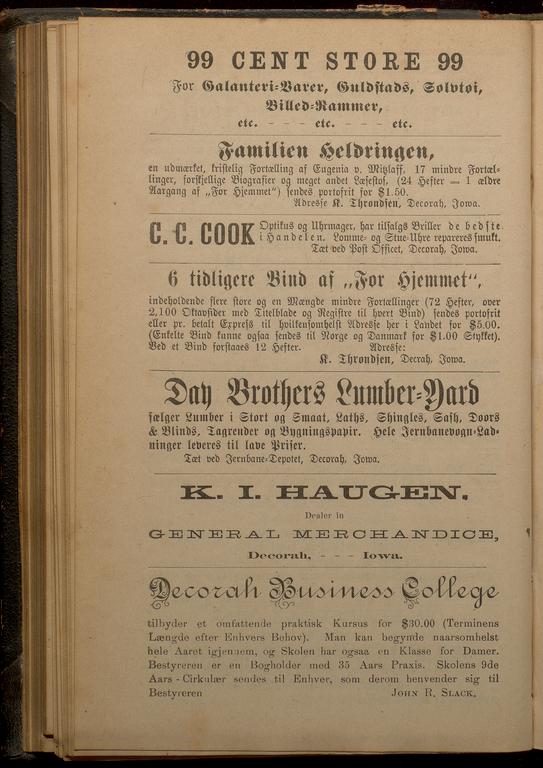 99 CENT STORE 99
For Galanteri-Varer, Guldstads, Sølvtøi,
Billed-Rammer,
etc. - - - etc. - - - etc.
Familien Heldringen,
en udmærket, kristelig Fortælling af Eugenia v. Mitzlaff. 17 mindre Fortæl-
linger, forskjellige Biografier og meget andet Læsestof, (24 Hefter — 1 ældre
Aargang af „For Hjemmet“) sendes portofrit for $1.50.
Adresse K. Throndsen, Decorah, Jowa.
C. C. COOK
Optikus og Uhrmager, har tilsalgs Briller de bedste
i Handelen. Lomme- og Stue-Uhre repareres smukt.
Tæt ved Post Officet, Decorah, Jowa.
6 tidligere Bind af „For Hjemmet“,
indeholdende flere store og en Mængde mindre Fortællinger (72 Hefter, over
2,100 Oktavsider med Titelblade og Registre til hvert Bind) sendes portofrit
eller pr. betalt Expreß til hvilkensomhelst Adresse her i Landet for $5.00.
(Enkelte Bind kunne ogsaa sendes til Norge og Danmark for $1.00 Stykket).
Ved et Bind forstaaes 12 Hefter. Adresse:
K. Throndsen, Decrah, Jowa.
Day Brothers Lumber-Yard
sælger Lumber i Stort og Smaat, Laths, Shingles, Sash, Doors
& Blinds, Tagrender og Bygningspapir. Hele Jernbanevogn-Lad-
ninger leveres til lave Priser.
Tæt ved Jernbane-Depotet, Decorah, Jowa.
K. I. HAUGEN.
Dealer in
GENERAL MERCHANDICE,
Decorah, - - - Iowa.
Decorah Business College
tilbyder et omfattende praktisk Kursus for $30.00 (Terminens
Længde efter Enhvers Behov). Man kan begynde naarsomhelst
hele Aaret igjennem, og Skolen har ogsaa en Klasse for Damer.
Bestyreren er en Bogholder med 35 Aars Praxis. Skolens 9de
Aars-Cirkulær sendes til Enhver, som derom henvender sig til
Bestyreren JOHN R. SLACK.